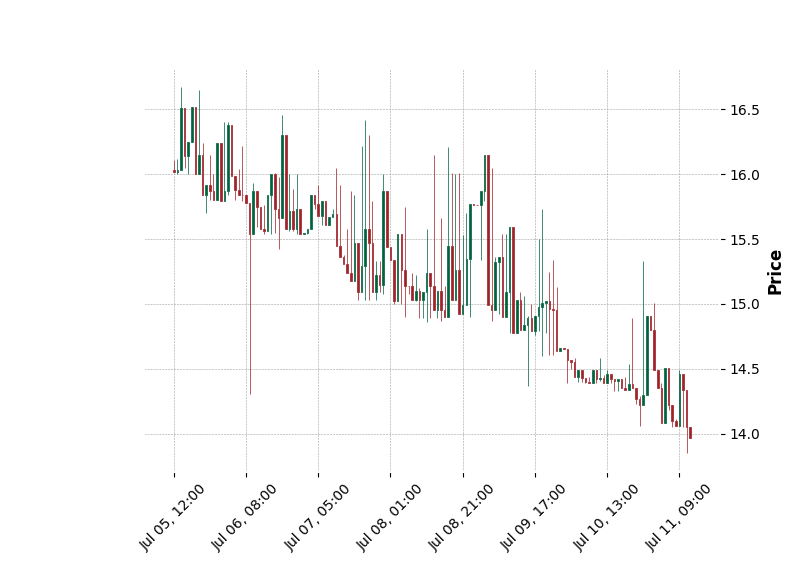 16.5
16.0
15.5
15.0
14.5
14.0
Price
Jul 05, 12:00
Jul 06, 08:00
Jul 07, 05:00
Jul 08, 01:00
Jul 08, 21:00
Jul 09, 17:00
Jul 10, 13:00
Jul 11, 09:00